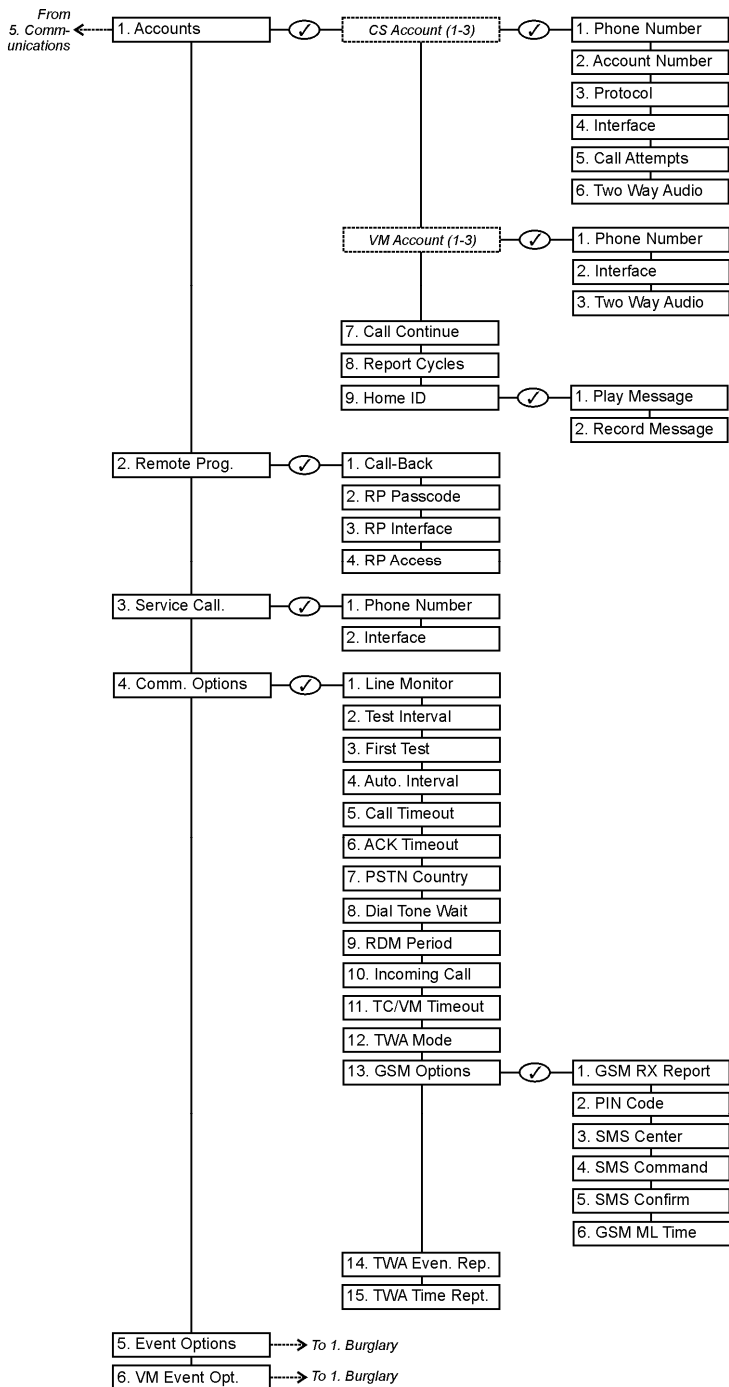 From
5. Comm-
unications
1. Accounts
CS Account (1-3)
1. Phone Number
2. Account Number
3. Protocol
4. Interface
5. Call Attempts
6. Two Way Audio
VM Account (1-3)
1. Phone Number
2. Interface
3. Two Way Audio
7. Call Continue
8. Report Cycles
9. Home ID
1. Play Message
2. Record Message
2. Remote Prog.
1. Call-Back
2. RP Passcode
3. RP Interface
4. RP Access
3. Service Call.
1. Phone Number
2. Interface
4. Comm. Options
1. Line Monitor
2. Test Interval
3. First Test
4. Auto. Interval
5. Call Timeout
6. ACK Timeout
7. PSTN Country
8. Dial Tone Wait
9. RDM Period
10. Incoming Call
11. TC/VM Timeout
12. TWA Mode
13. GSM Options
1. GSM RX Report
2. PIN Code
3. SMS Center
4. SMS Command
5. SMS Confirm
6. GSM ML Time
14. TWA Even. Rep.
15. TWA Time Rept.
5. Event Options
To 1. Burglary
6. VM Event Opt.
To 1. Burglary